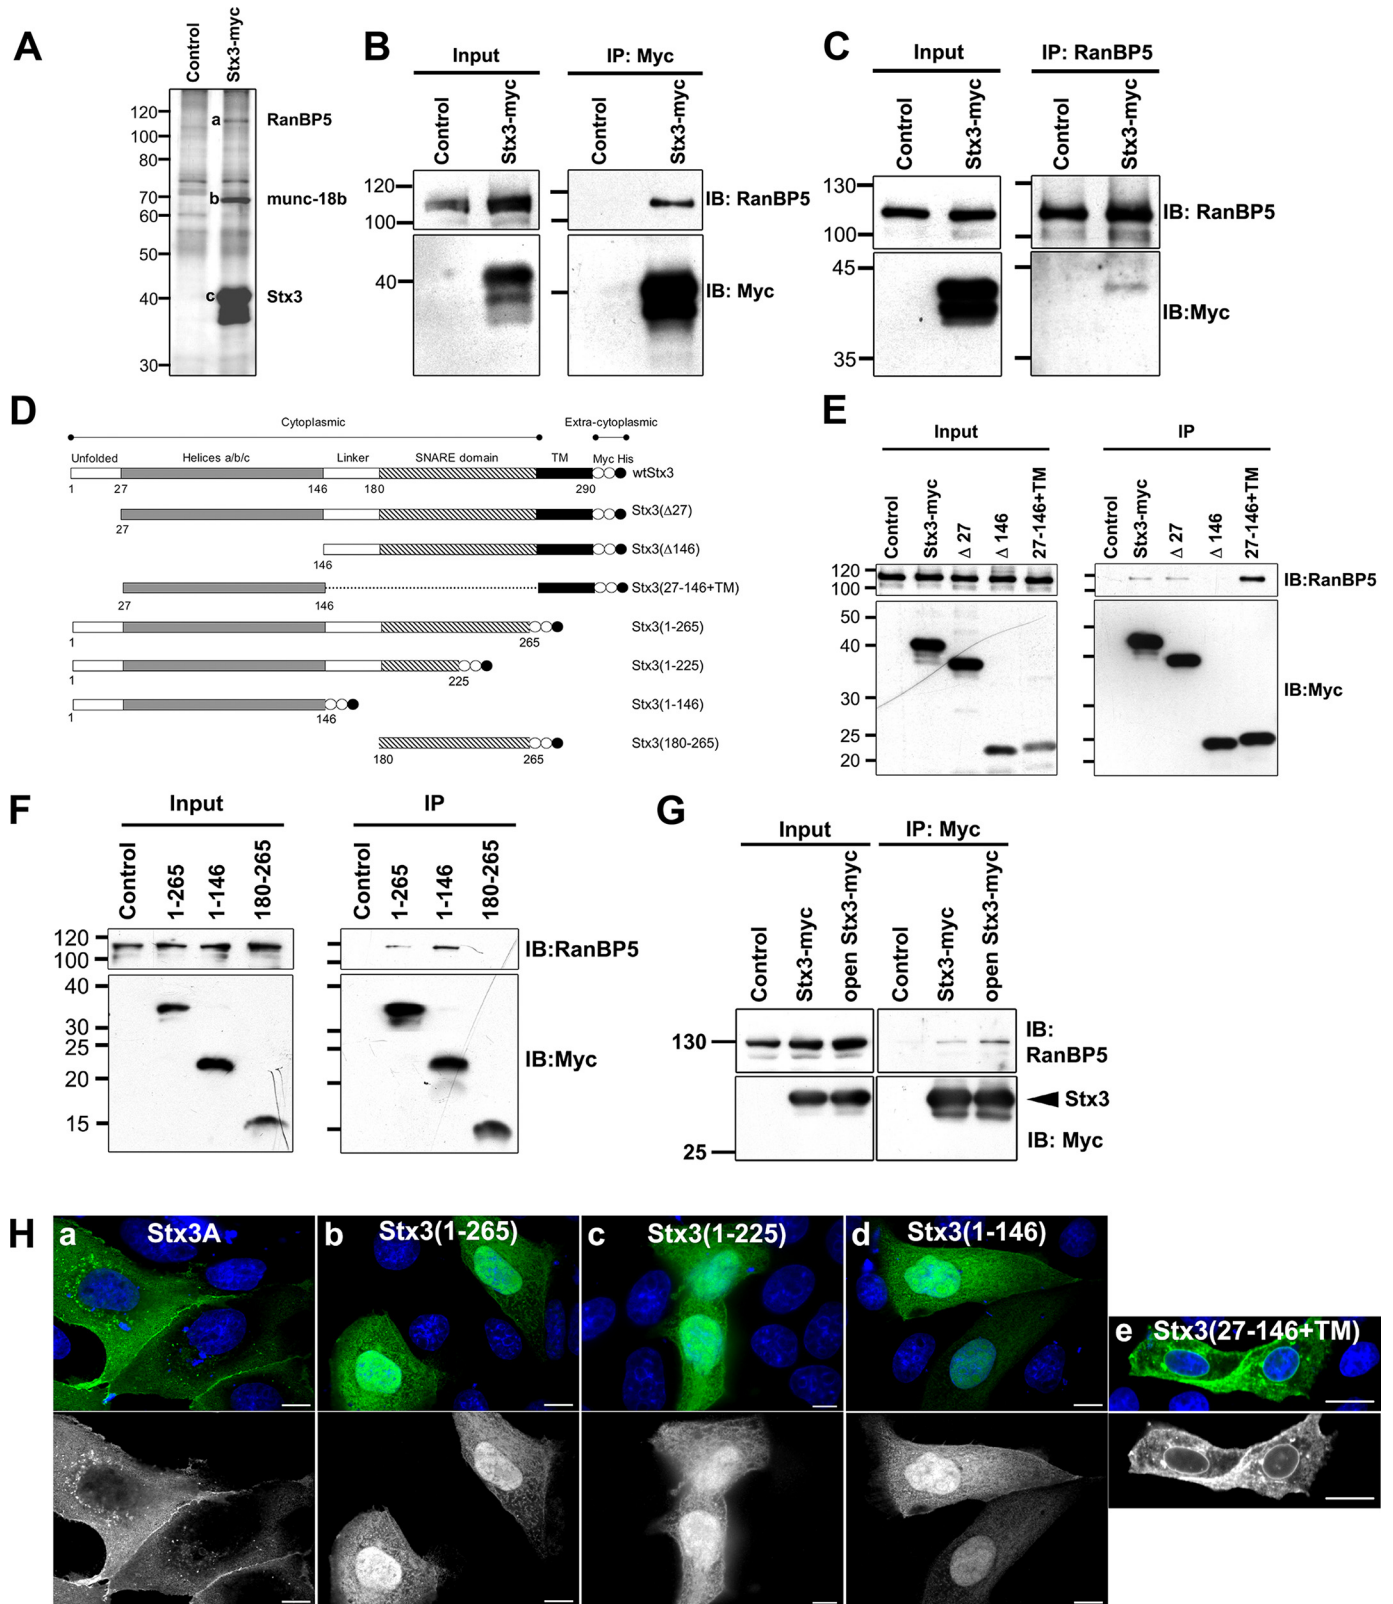 A
Control
Stx3-myc
120
100
80
70
60
50
40
30
a
b
c
RanBP5
munc-18b
Stx3
B
Input
IP: Myc
Control
Stx3-myc
Control
Stx3-myc
120
100
40
IB: RanBP5
IB: Myc
C
Input
IP: RanBP5
Control
Stx3-myc
Control
Stx3-myc
130
100
45
35
IB: RanBP5
IB:Myc
D
Cytoplasmic
Extra-cytoplasmic
Unfolded
Helices a/b/c
Linker
SNARE domain
TM
Myc His
wtStx3
1
27
146
180
290
Stx3(Δ27)
27
Stx3(Δ146)
146
Stx3(27-146+TM)
27
146
Stx3(1-265)
1
265
Stx3(1-225)
1
225
Stx3(1-146)
1
146
Stx3(180-265)
180
265
E
Input
IP
Control
Stx3-myc
Δ 27
Δ 146
27-146+TM
Control
Stx3-myc
Δ 27
Δ 146
27-146+TM
120
100
50
40
30
25
20
IB:RanBP5
IB:Myc
F
Input
IP
Control
1-265
1-146
180-265
Control
1-265
1-146
180-265
120
100
40
30
25
20
15
IB:RanBP5
IB:Myc
G
Input
IP: Myc
Control
Stx3-myc
open Stx3-myc
Control
Stx3-myc
open Stx3-myc
130
25
IB:
RanBP5
Stx3
IB: Myc
H
a
Stx3A
b
Stx3(1-265)
c
Stx3(1-225)
d
Stx3(1-146)
e
Stx3(27-146+TM)